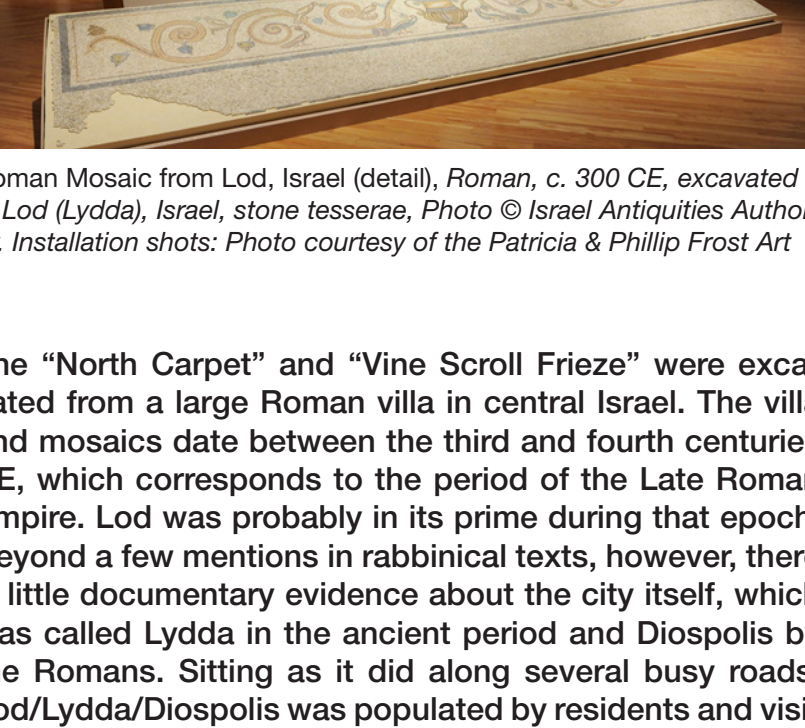 oman Mosaic from Lod, Israel (detail), Roman, c. 300 CE, excavated
Lod (Lydda), Israel, stone tesserae, Photo © Israel Antiquities Author
. Installation shots: Photo courtesy of the Patricia & Phillip Frost Art
he “North Carpet” and “Vine Scroll Frieze” were exca
ated from a large Roman villa in central Israel. The villa
nd mosaics date between the third and fourth centurie
E, which corresponds to the period of the Late Roman
mpire. Lod was probably in its prime during that epoch
eyond a few mentions in rabbinical texts, however, there
little documentary evidence about the city itself, which
as called Lydda in the ancient period and Diospolis b
he Romans. Sitting as it did along several busy roads
od/Lydda/Diospolis was populated by residents and visi